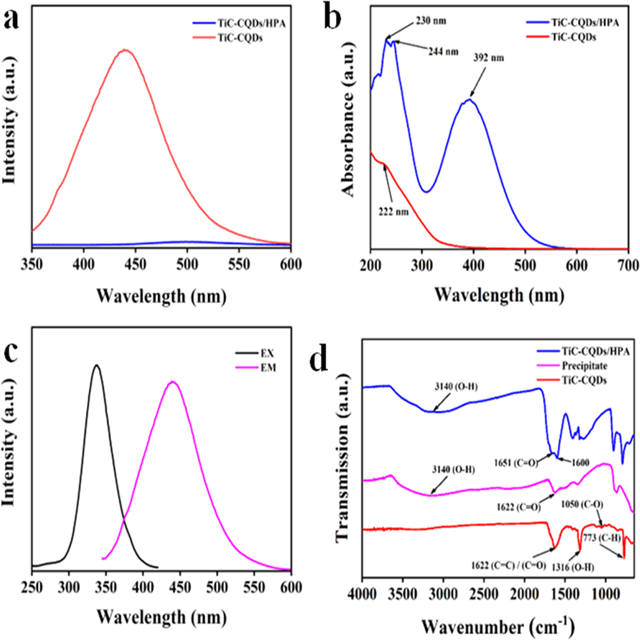 a
TiC-CQDs/HPA
TiC-CQDs
Intensity (a.u.)
350 400 450 500 550 600
Wavelength (nm)
b
230 nm
244 nm
392 nm
222 nm
TiC-CQDs/HPA
TiC-CQDs
Absorbance (a.u.)
200 300 400 500 600 700
Wavelength (nm)
c
EX
EM
Intensity (a.u.)
200 250 300 350 400 450 500 550 600
Wavelength (nm)
d
TiC-CQDs/HPA
Precipitate
TiC-CQDs
3140 (O-H)
1651 (C=O)
1600
3140 (O-H)
1622 (C=O)
1050 (C-O)
773 (C-H)
1622 (C=C) / (C=O)
1316 (O-H)
Transmission (a.u.)
4000 3500 3000 2500 2000 1500 1000
Wavenumber (cm⁻¹)